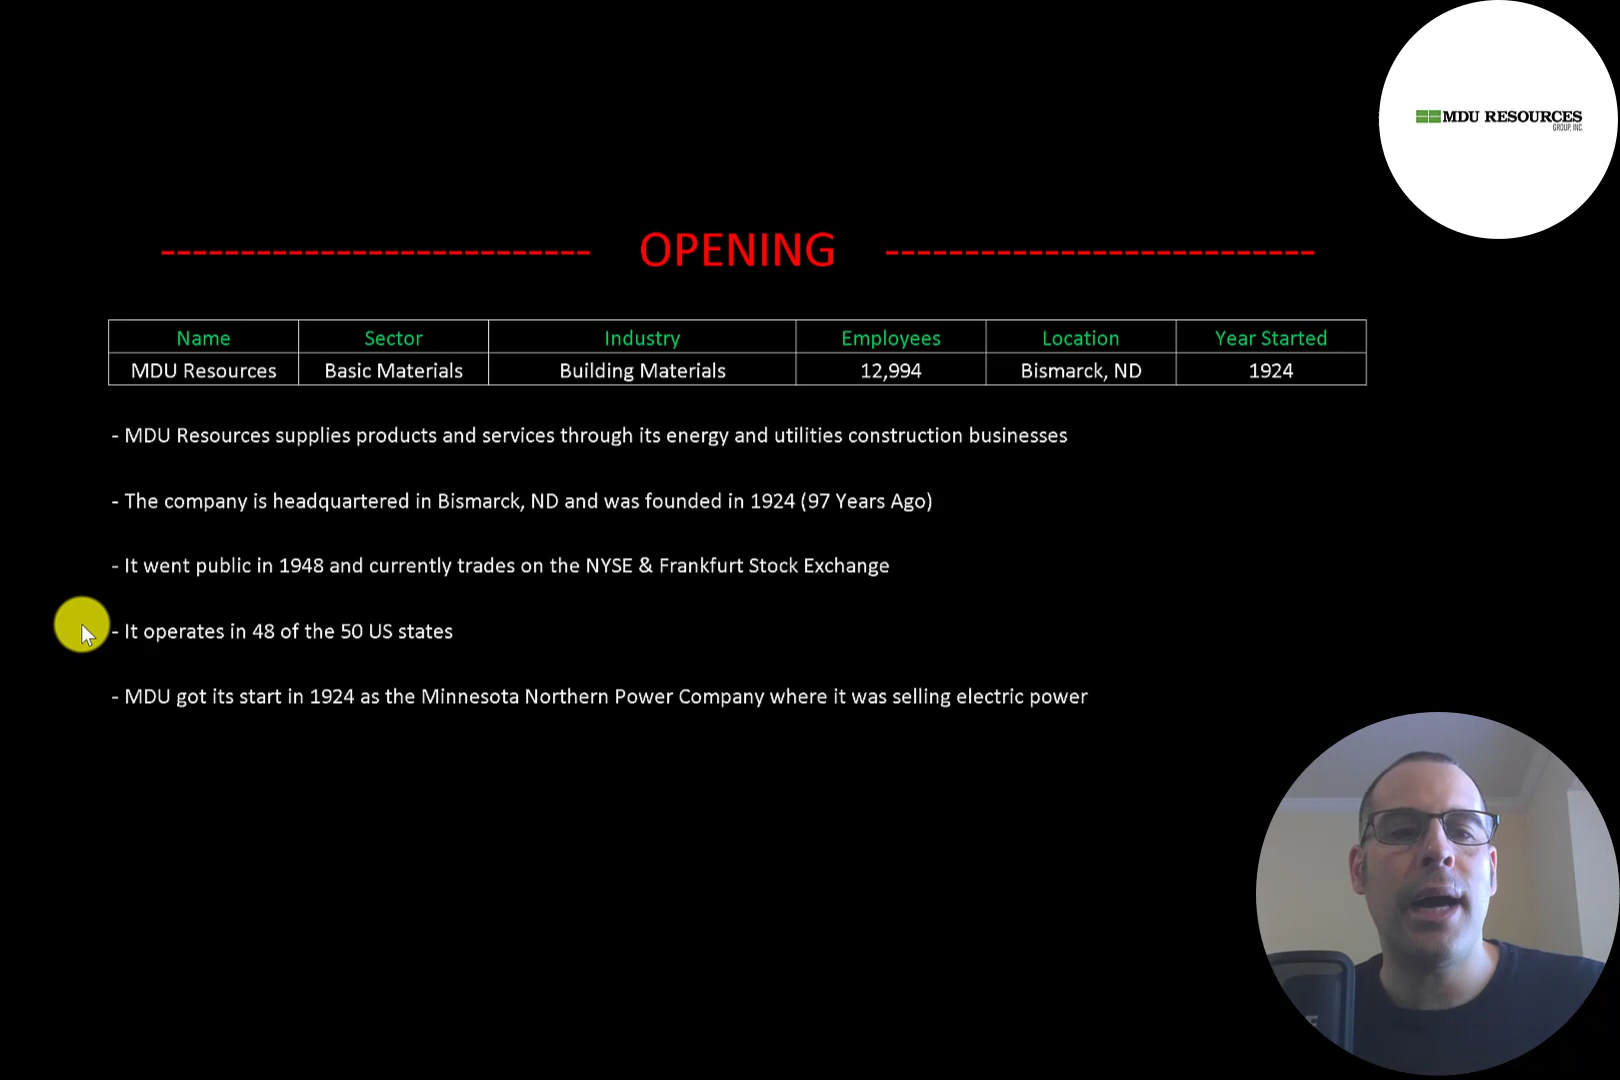 MDU RESOURCES
GROUP, INC.
-------------------------- OPENING --------------------------
Name Sector Industry Employees Location Year Started
MDU Resources Basic Materials Building Materials 12,994 Bismarck, ND 1924
- MDU Resources supplies products and services through its energy and utilities construction businesses
- The company is headquartered in Bismarck, ND and was founded in 1924 (97 Years Ago)
- It went public in 1948 and currently trades on the NYSE & Frankfurt Stock Exchange
- It operates in 48 of the 50 US states
- MDU got its start in 1924 as the Minnesota Northern Power Company where it was selling electric power